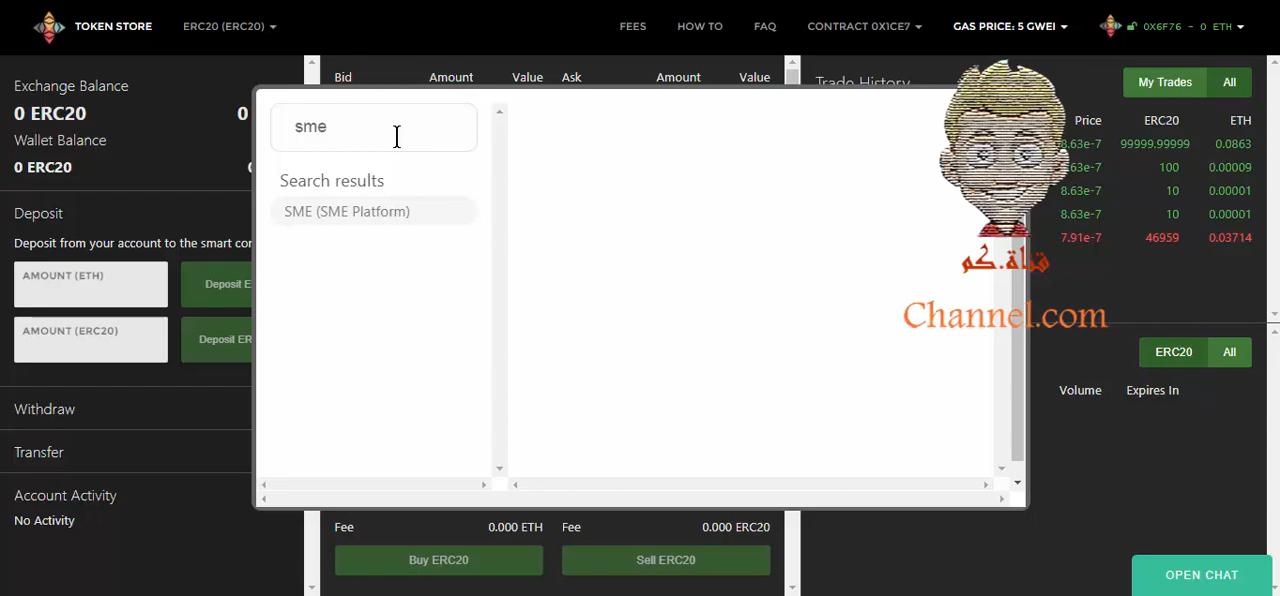 TOKEN STORE
ERC20 (ERC20)
FEES
HOW TO
FAQ
CONTRACT 0X1CE7
GAS PRICE: 5 GWEI
0X6F76 - 0 ETH
Exchange Balance
0 ERC20
0
Wallet Balance
0 ERC20
Deposit
Deposit from your account to the smart con
AMOUNT (ETH)
Deposit E
AMOUNT (ERC20)
Deposit ER
Withdraw
Transfer
Account Activity
No Activity
Bid
Amount
Value
Ask
Amount
Value
sme
Search results
SME (SME Platform)
Fee
0.000 ETH
Fee
0.000 ERC20
Buy ERC20
Sell ERC20
Trade History
My Trades
All
Price
ERC20
ETH
8.63e-7
99999.99999
0.0863
8.63e-7
100
0.00009
8.63e-7
10
0.00001
8.63e-7
10
0.00001
7.91e-7
46959
0.03714
قناة.كو
Channel.com
ERC20
All
Volume
Expires In
OPEN CHAT